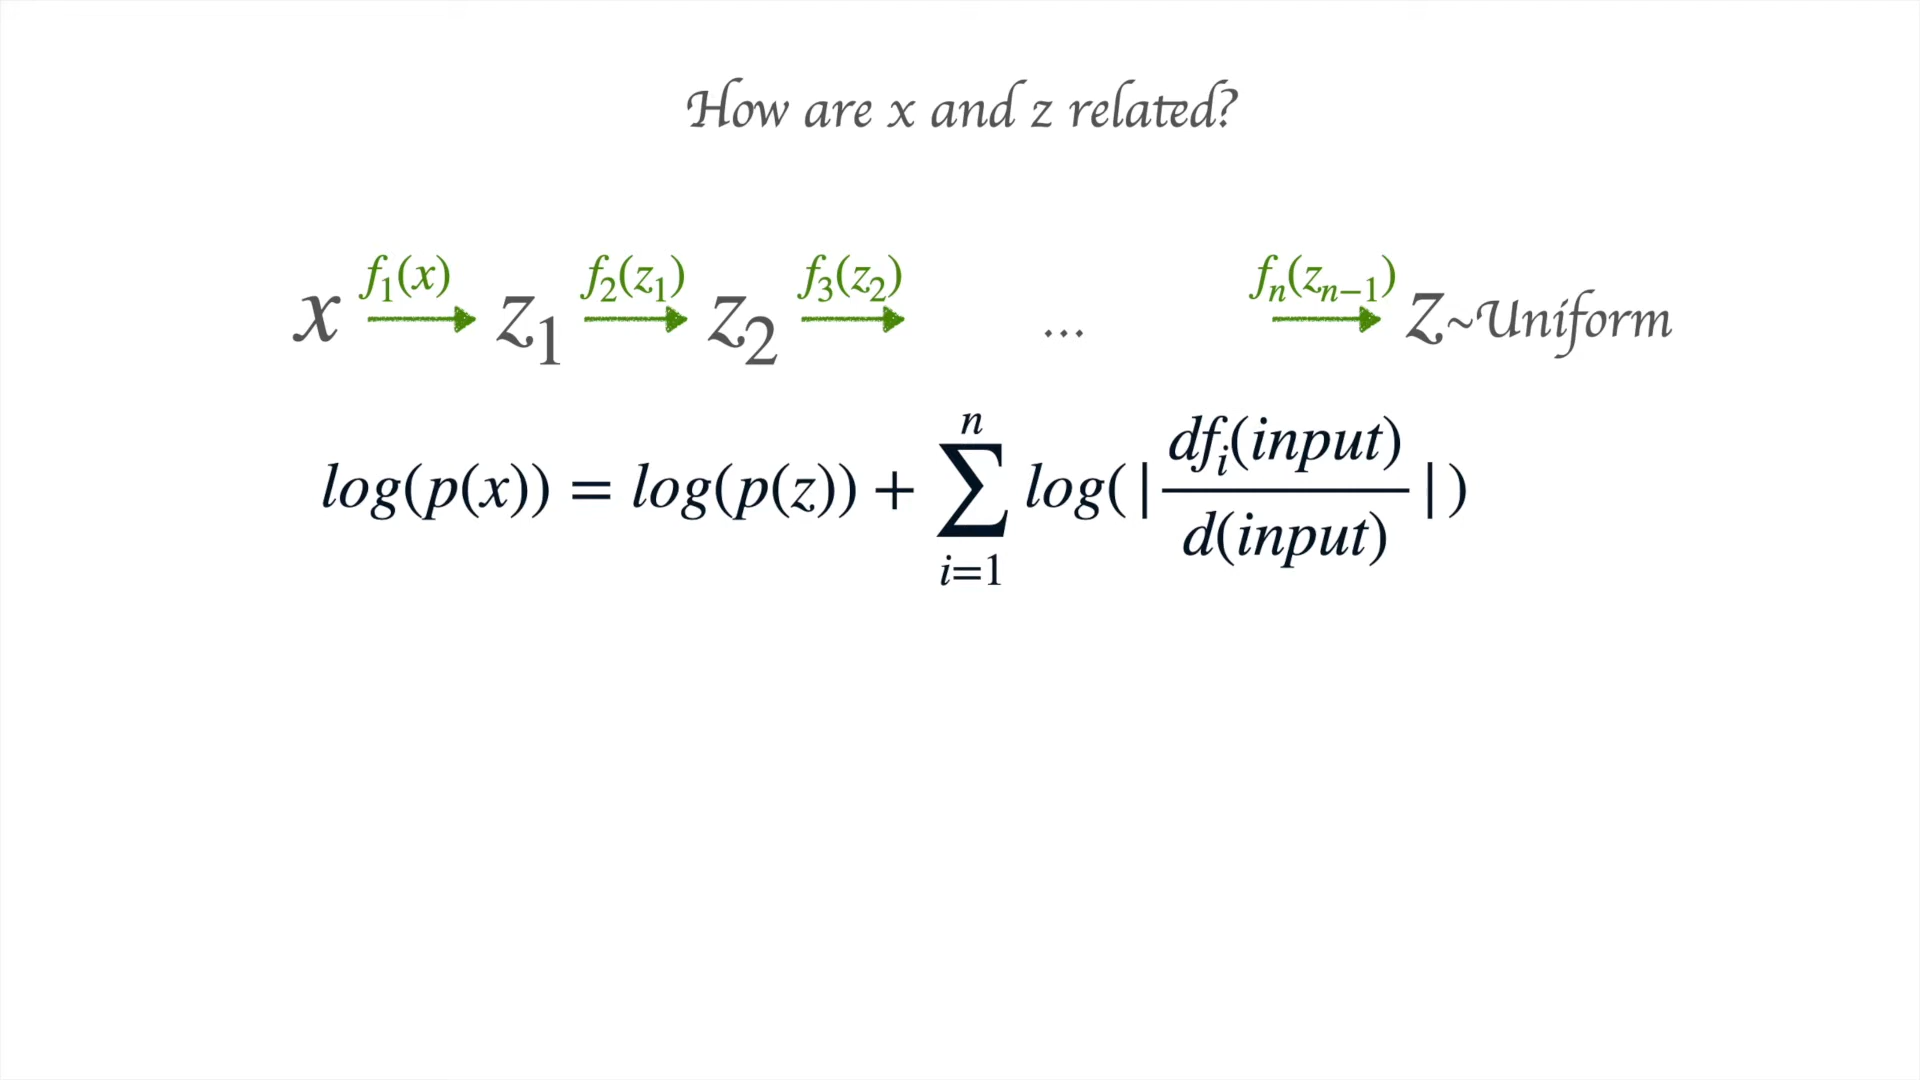 How are x and z related?
x f₁(x) z₁ f₂(z₁) z₂ f₃(z₂) ... fₙ(zₙ₋₁) z~Uniform
log(p(x)) = log(p(z)) + ∑ⁿᵢ₌₁ log(|dfᵢ(input)/d(input)|)